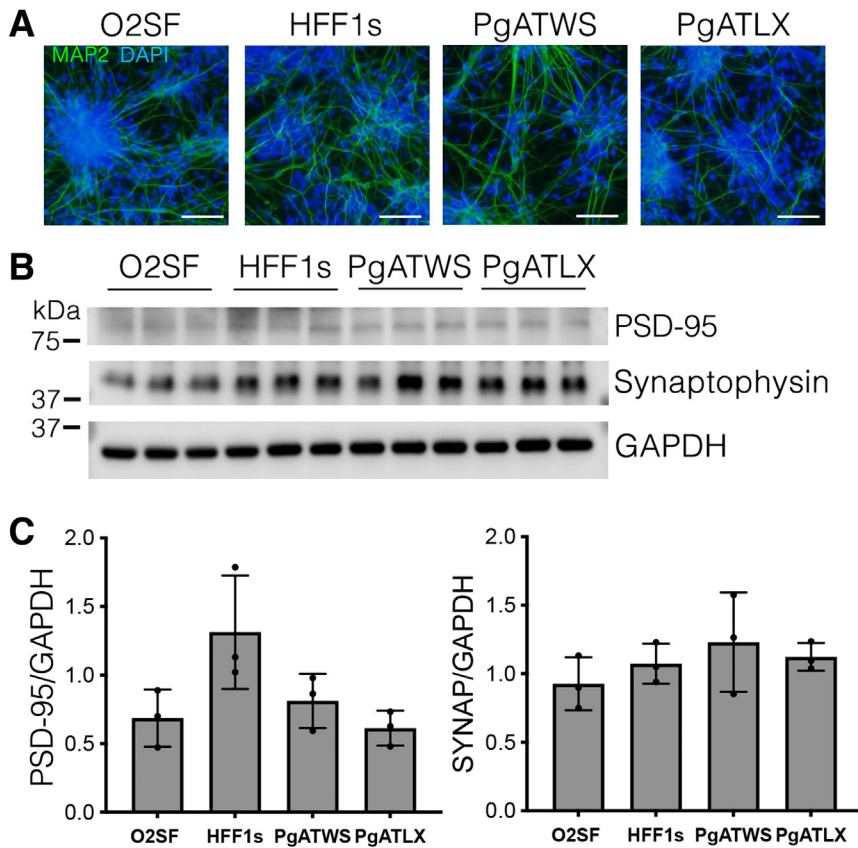 A
O2SF HFF1s PgATWS PgATLX
MAP2 DAPI
B
O2SF HFF1s PgATWS PgATLX
kDa
75
PSD-95
37
Synaptophysin
37
GAPDH
C
PSD-95/GAPDH
2.0
1.5
1.0
0.5
0.0
O2SF HFF1s PgATWS PgATLX
SYNAP/GAPDH
2.0
1.5
1.0
0.5
0.0
O2SF HFF1s PgATWS PgATLX